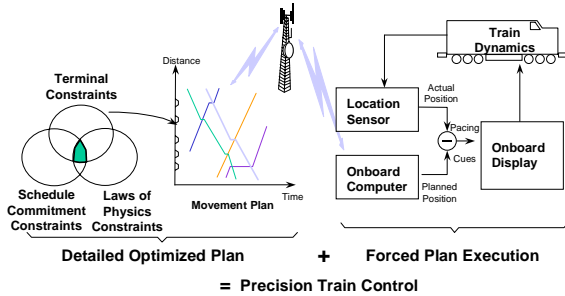 Terminal
Constraints
Schedule
Commitment
Constraints
Laws of
Physics
Constraints
Distance
Time
Movement Plan
Location
Sensor
Onboard
Computer
Actual
Position
Planned
Position
Pacing
Cues
Onboard
Display
Train
Dynamics
Detailed Optimized Plan
+
Forced Plan Execution
= Precision Train Control